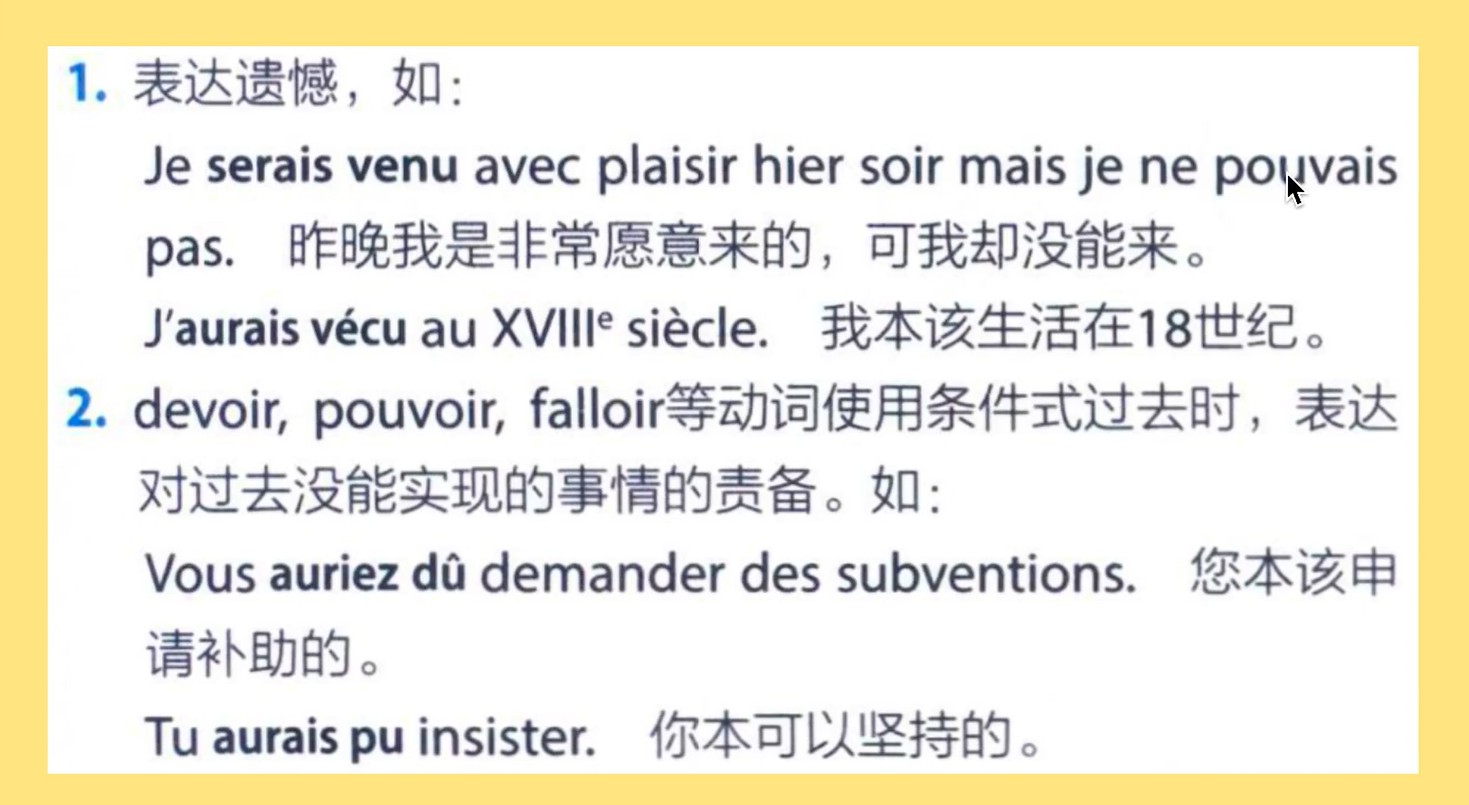 1. 表达遗憾，如：
Je serais venu avec plaisir hier soir mais je ne pouvais
pas. 昨晚我是非常愿意来的，可我却没能来。
J’aurais vécu au XVIIIᵉ siècle. 我本该生活在18世纪。
2. devoir, pouvoir, falloir等动词使用条件式过去时，表达
对过去没能实现的事情的责备。如：
Vous auriez dû demander des subventions. 您本该申
请补助的。
Tu aurais pu insister. 你本可以坚持的。